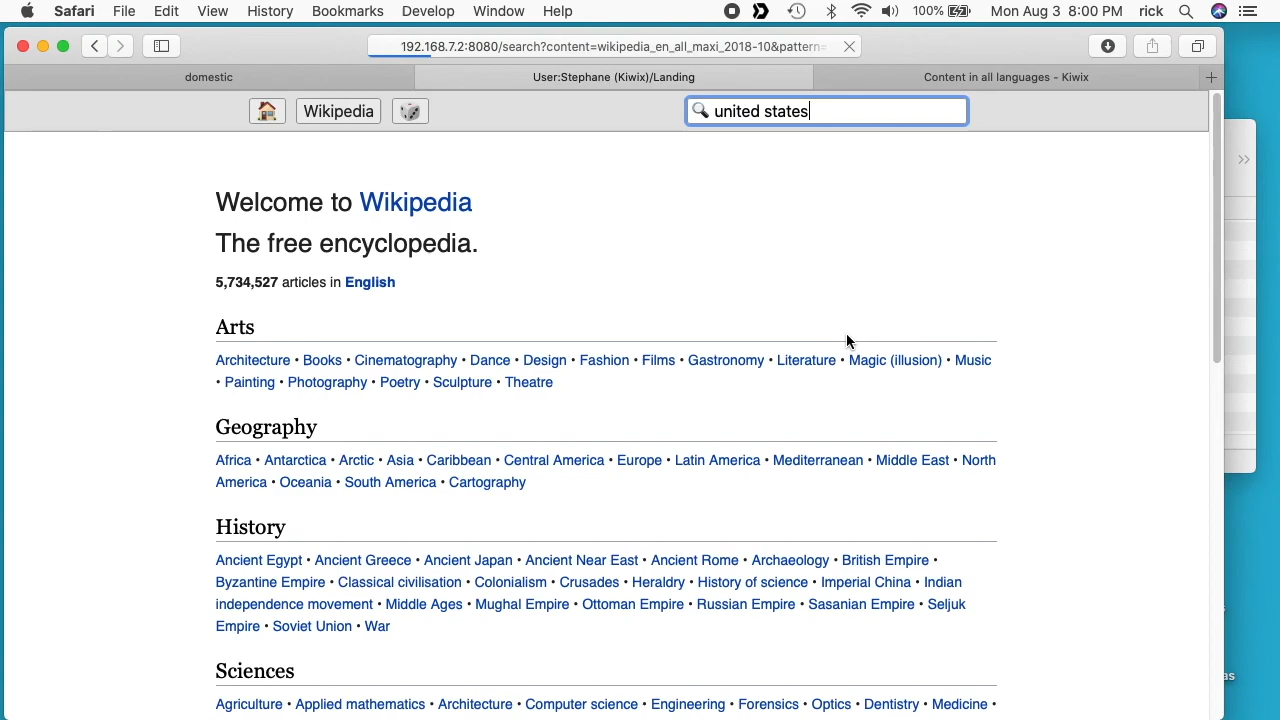 Safari File Edit View History Bookmarks Develop Window Help 100% Mon Aug 3 8:00 PM rick
192.168.7.2:8080/search?content=wikipedia_en_all_maxi_2018-10&pattern=
domestic User:Stephane (Kiwix)/Landing Content in all languages - Kiwix +
Wikipedia united states
Welcome to Wikipedia
The free encyclopedia.
5,734,527 articles in English
Arts
Architecture • Books • Cinematography • Dance • Design • Fashion • Films • Gastronomy • Literature • Magic (illusion) • Music
• Painting • Photography • Poetry • Sculpture • Theatre
Geography
Africa • Antarctica • Arctic • Asia • Caribbean • Central America • Europe • Latin America • Mediterranean • Middle East • North
America • Oceania • South America • Cartography
History
Ancient Egypt • Ancient Greece • Ancient Japan • Ancient Near East • Ancient Rome • Archaeology • British Empire •
Byzantine Empire • Classical civilisation • Colonialism • Crusades • Heraldry • History of science • Imperial China • Indian
independence movement • Middle Ages • Mughal Empire • Ottoman Empire • Russian Empire • Sasanian Empire • Seljuk
Empire • Soviet Union • War
Sciences
as
Agriculture • Applied mathematics • Architecture • Computer science • Engineering • Forensics • Optics • Dentistry • Medicine •